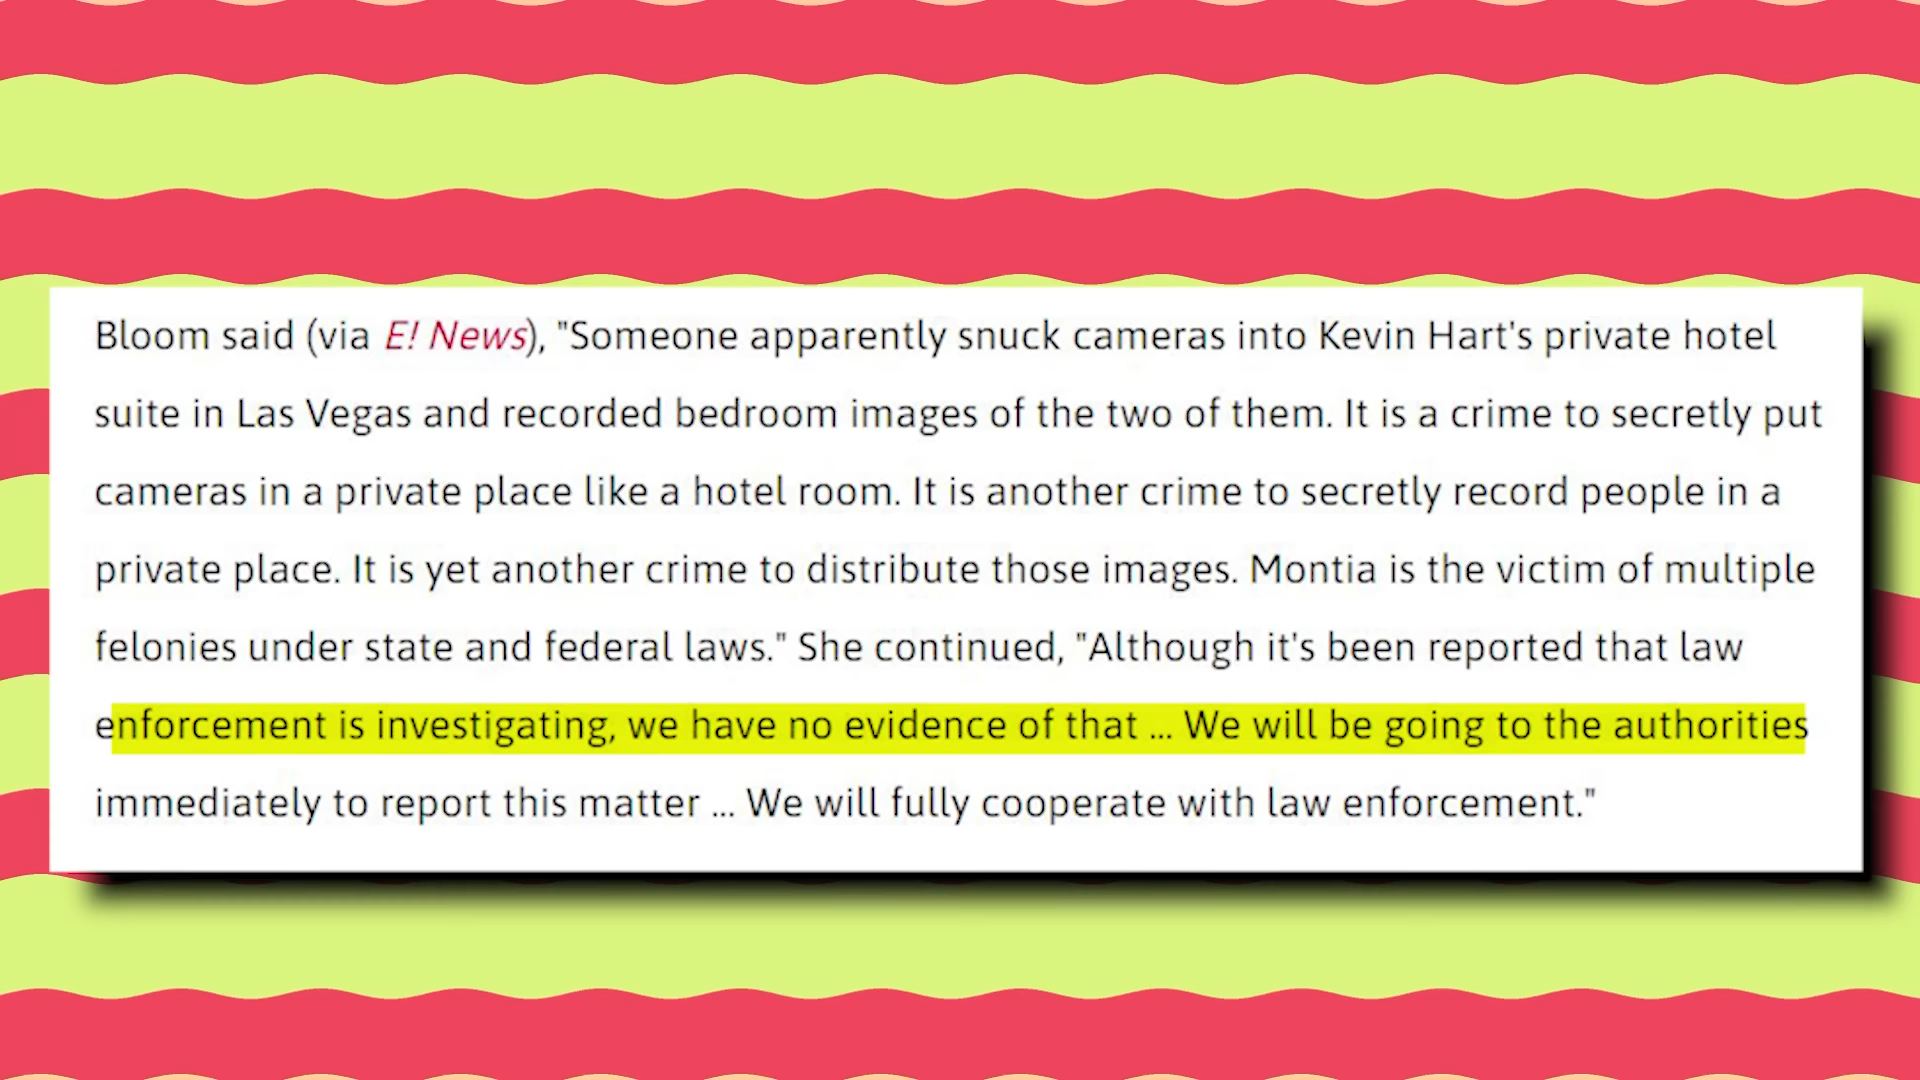 Bloom said (via E! News), "Someone apparently snuck cameras into Kevin Hart's private hotel
suite in Las Vegas and recorded bedroom images of the two of them. It is a crime to secretly put
cameras in a private place like a hotel room. It is another crime to secretly record people in a
private place. It is yet another crime to distribute those images. Montia is the victim of multiple
felonies under state and federal laws." She continued, "Although it's been reported that law
enforcement is investigating, we have no evidence of that ... We will be going to the authorities
immediately to report this matter ... We will fully cooperate with law enforcement."